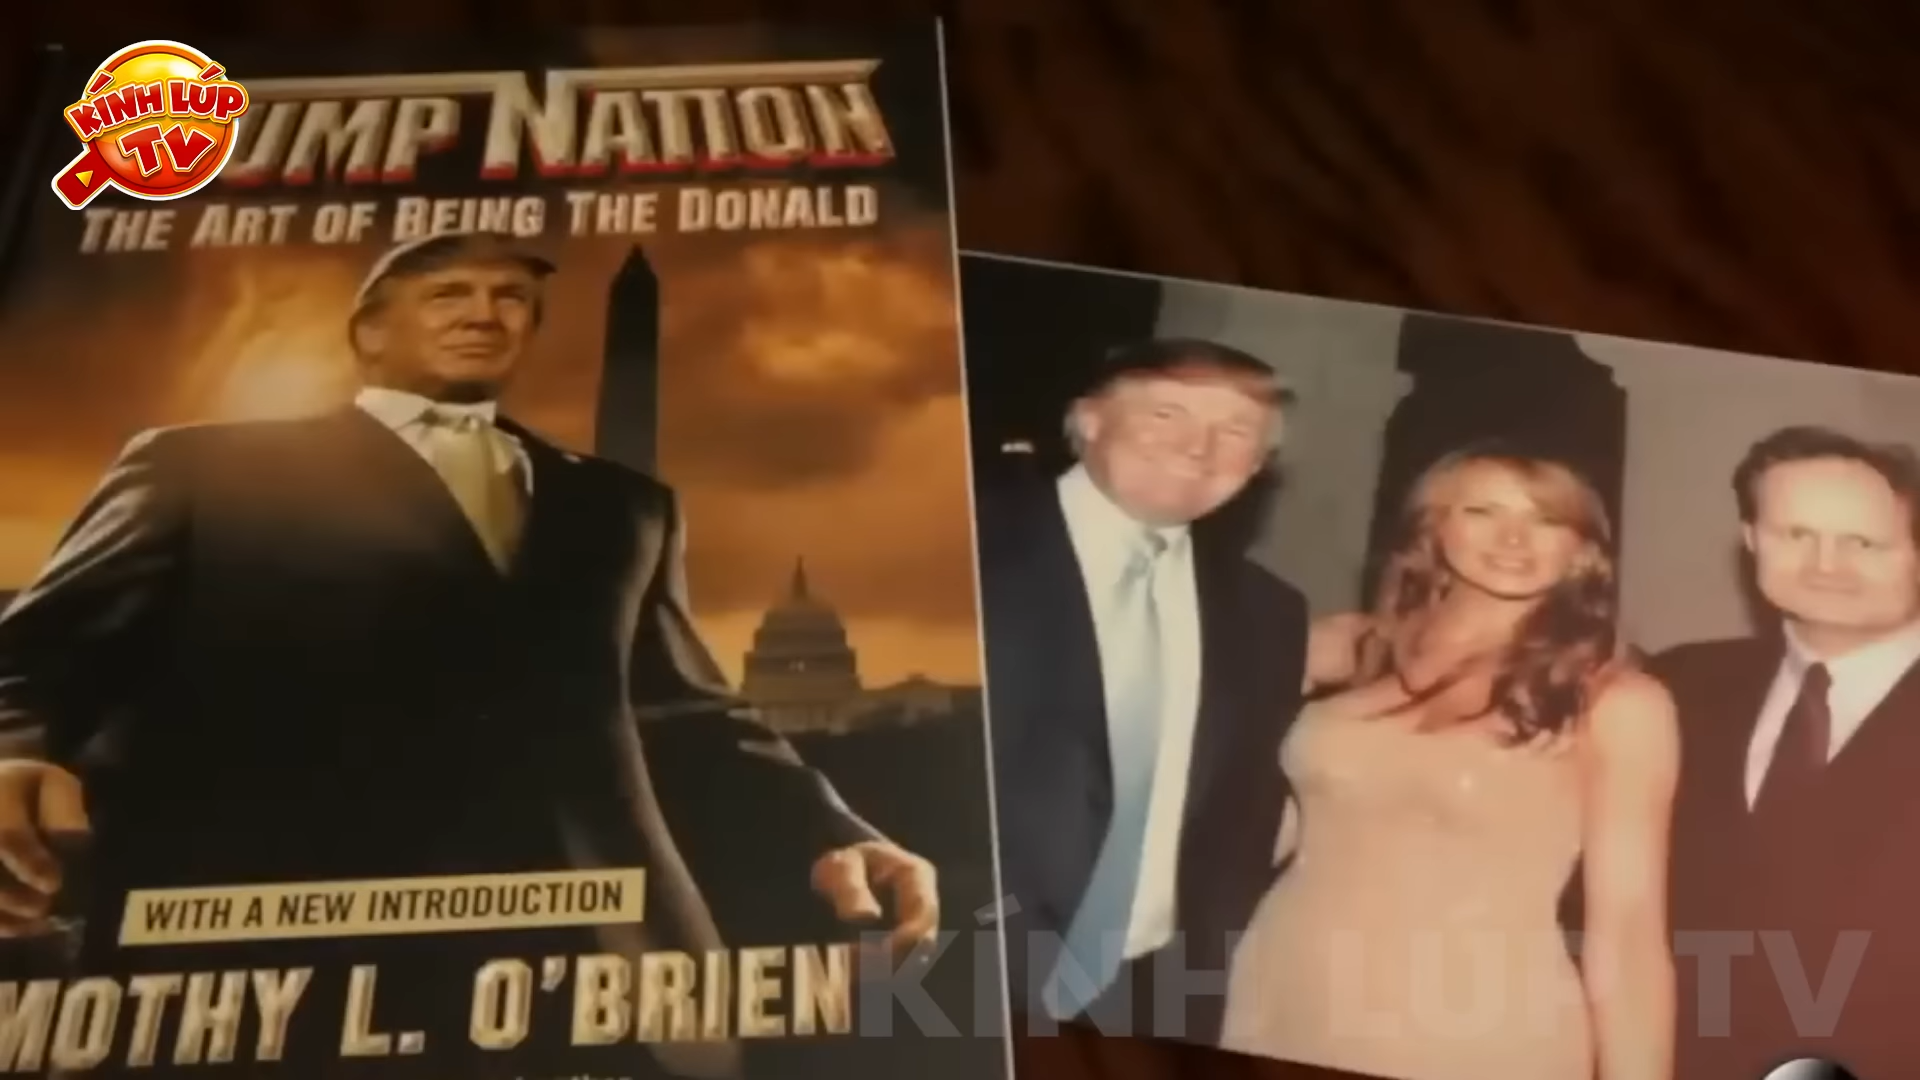 KÍNH LÚP
TV
UMP NATION
THE ART OF BEING THE DONALD
WITH A NEW INTRODUCTION
MOTHY L. O'BRIEN
KÍNH LÚP TV